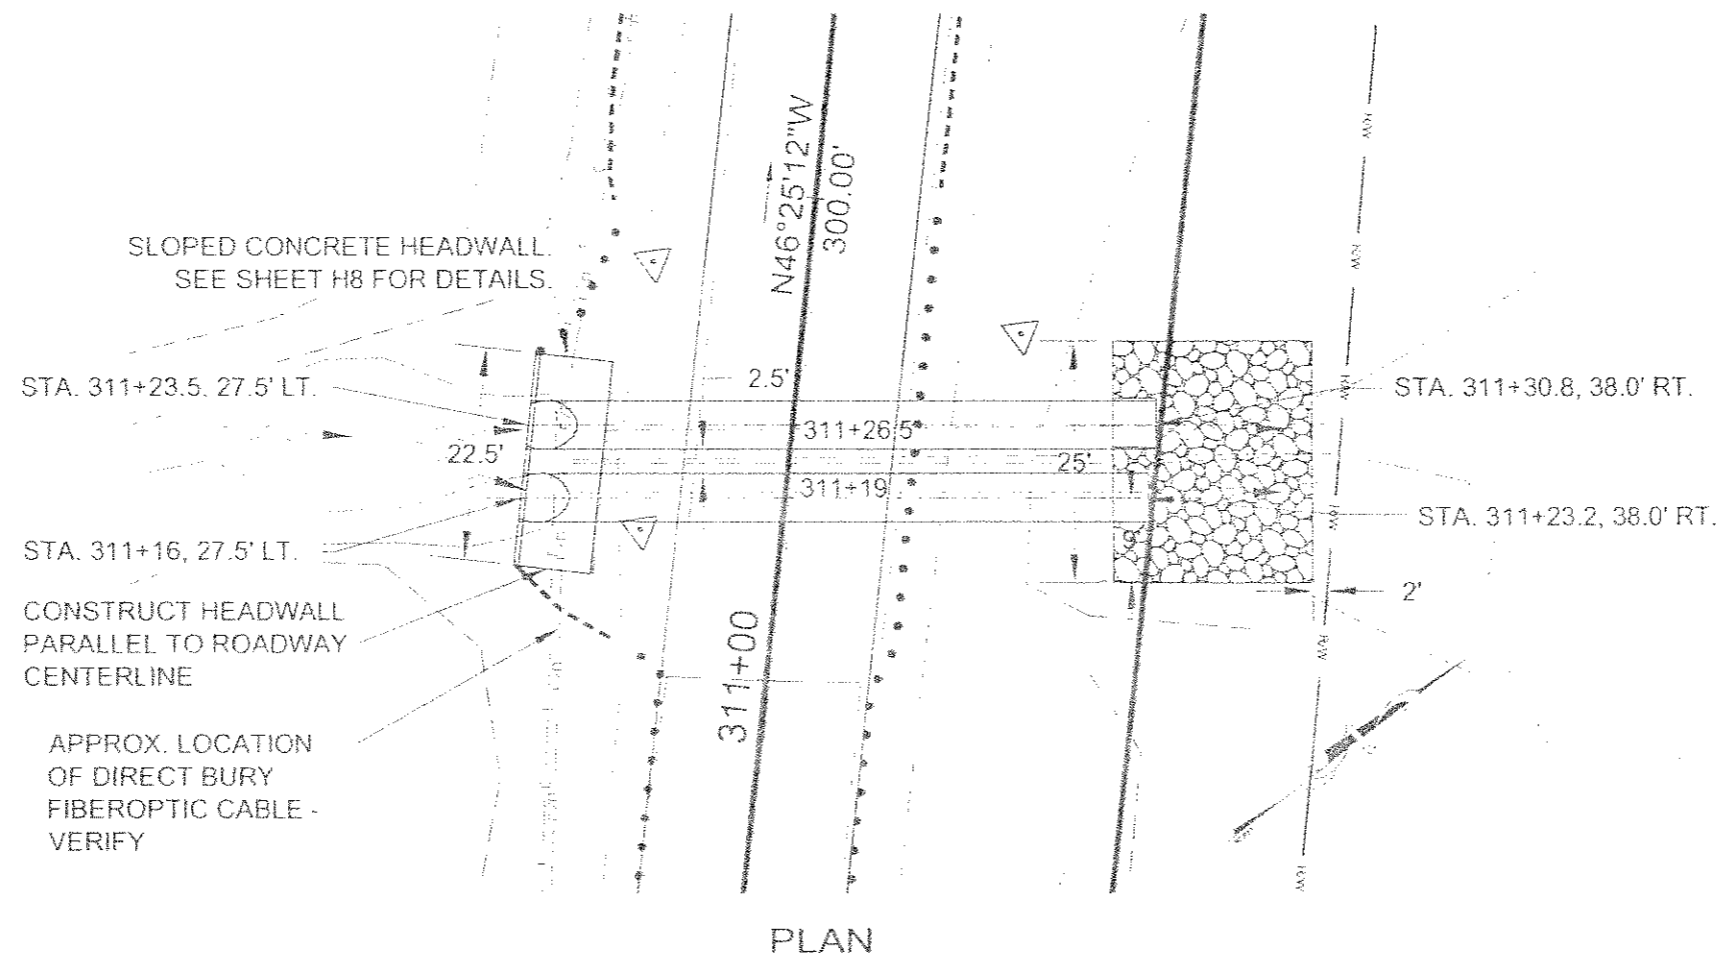 N46°25'12"W
300.00'
SLOPED CONCRETE HEADWALL.
SEE SHEET H8 FOR DETAILS.
STA. 311+23.5, 27.5' LT.
2.5'
STA. 311+30.8, 38.0' RT.
311+26.5
22.5'
25'
311+19
STA. 311+23.2, 38.0' RT.
9'
STA. 311+16, 27.5' LT.
2'
CONSTRUCT HEADWALL
PARALLEL TO ROADWAY
CENTERLINE
311+00
APPROX. LOCATION
OF DIRECT BURY
FIBEROPTIC CABLE -
VERIFY
R/W
R/W
R/W
R/W
R/W
R/W
PLAN